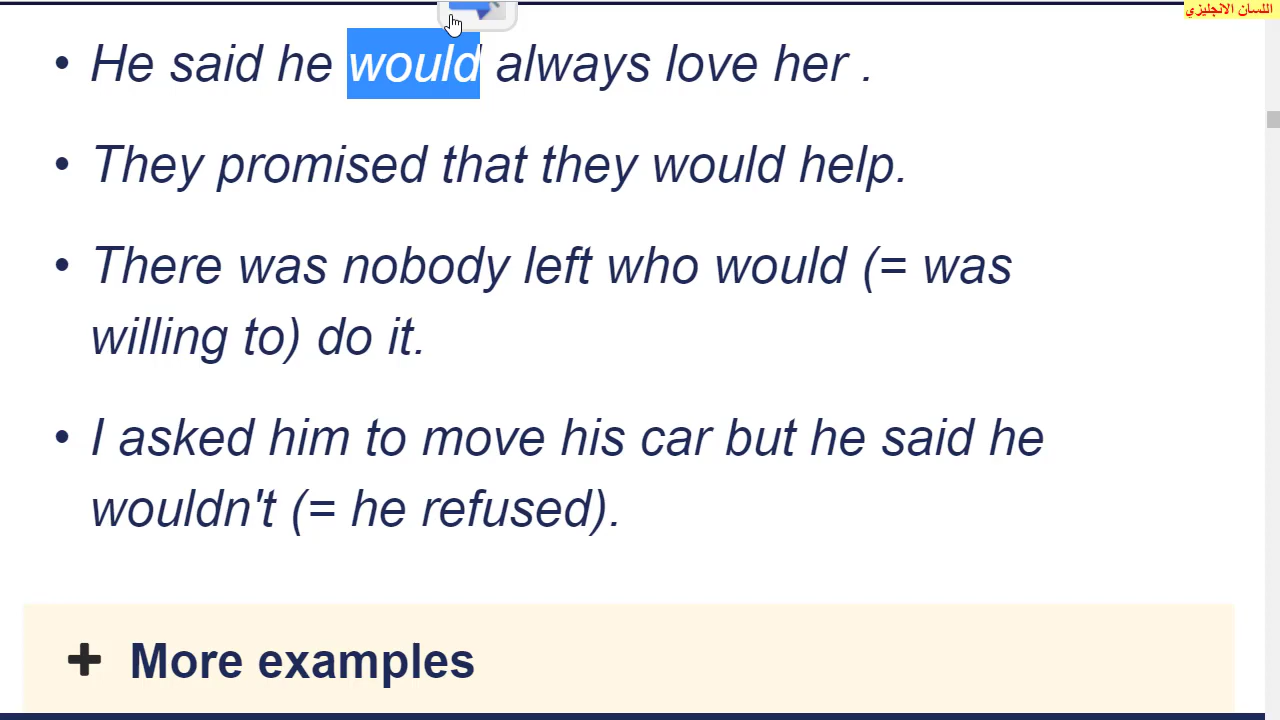 اللسان الانجليزي
• He said he would always love her .
• They promised that they would help.
• There was nobody left who would (= was
willing to) do it.
• I asked him to move his car but he said he
wouldn't (= he refused).
+ More examples